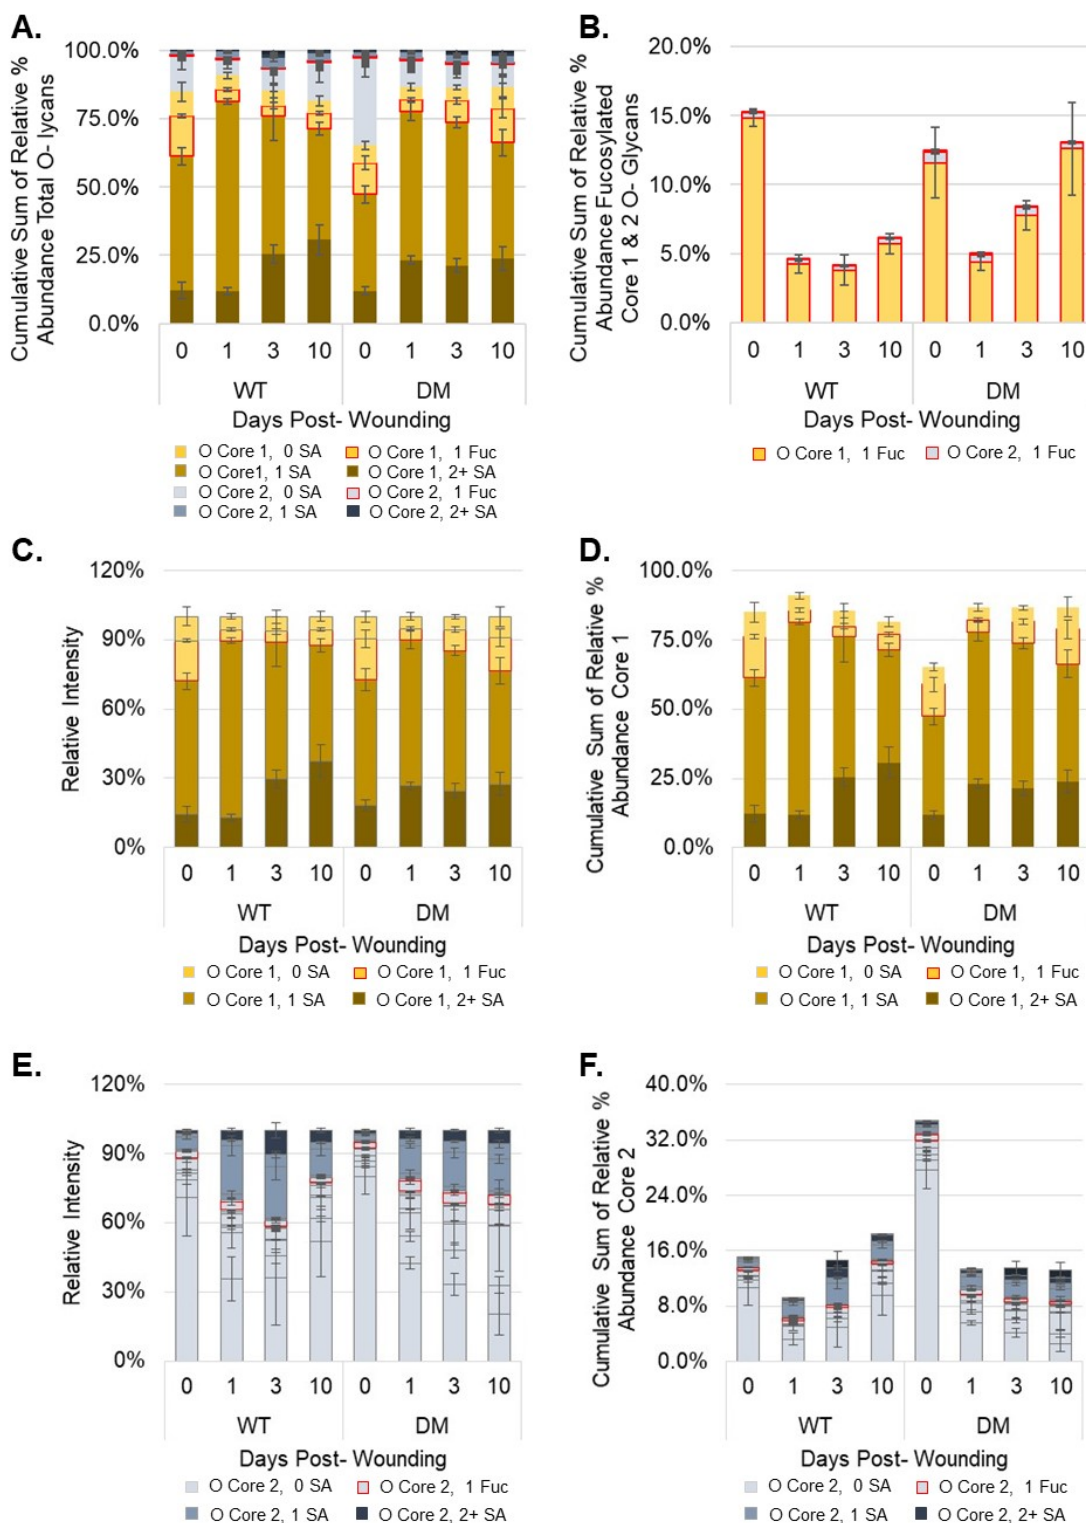 A.
Cumulative Sum of Relative %
Abundance Total O- lycans
100.0%
75.0%
50.0%
25.0%
0.0%
0 1 3 10 0 1 3 10
WT DM
Days Post- Wounding
O Core 1, 0 SA O Core 1, 1 Fuc
O Core1, 1 SA O Core 1, 2+ SA
O Core 2, 0 SA O Core 2, 1 Fuc
O Core 2, 1 SA O Core 2, 2+ SA
B.
Cumulative Sum of Relative %
Abundance Fucosylated
Core 1 & 2 O- Glycans
20.0%
15.0%
10.0%
5.0%
0.0%
0 1 3 10 0 1 3 10
WT DM
Days Post- Wounding
O Core 1, 1 Fuc O Core 2, 1 Fuc
C.
Relative Intensity
120%
90%
60%
30%
0%
0 1 3 10 0 1 3 10
WT DM
Days Post- Wounding
O Core 1, 0 SA O Core 1, 1 Fuc
O Core 1, 1 SA O Core 1, 2+ SA
D.
Cumulative Sum of Relative %
Abundance Core 1
100.0%
75.0%
50.0%
25.0%
0.0%
0 1 3 10 0 1 3 10
WT DM
Days Post- Wounding
O Core 1, 0 SA O Core 1, 1 Fuc
O Core 1, 1 SA O Core 1, 2+ SA
E.
Relative Intensity
120%
90%
60%
30%
0%
0 1 3 10 0 1 3 10
WT DM
Days Post- Wounding
O Core 2, 0 SA O Core 2, 1 Fuc
O Core 2, 1 SA O Core 2, 2+ SA
F.
Cumulative Sum of Relative %
Abundance Core 2
40.0%
32.0%
24.0%
16.0%
8.0%
0.0%
0 1 3 10 0 1 3 10
WT DM
Days Post- Wounding
O Core 2, 0 SA O Core 2, 1 Fuc
O Core 2, 1 SA O Core 2, 2+ SA